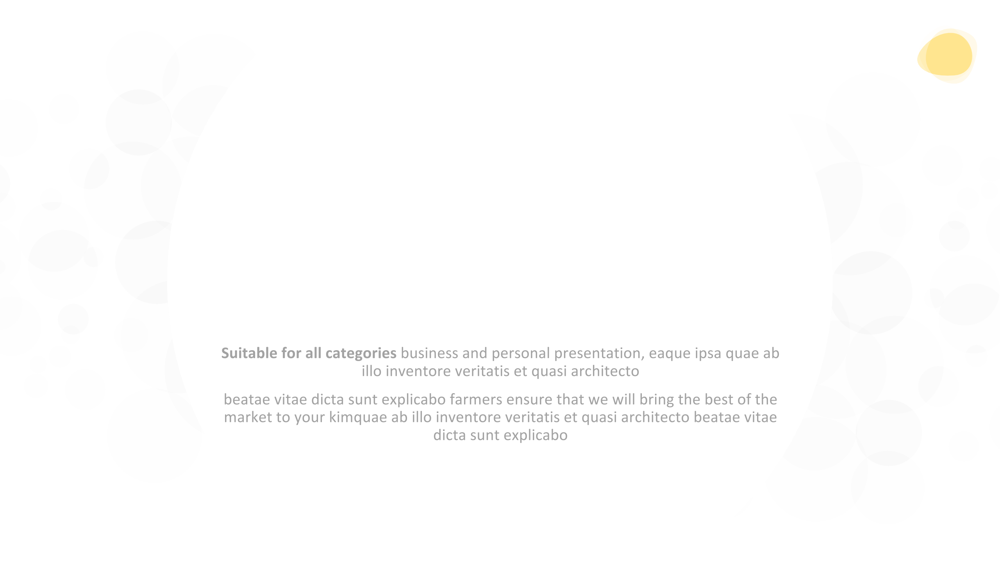 Suitable for all categories business and personal presentation, eaque ipsa quae ab
illo inventore veritatis et quasi architecto
beatae vitae dicta sunt explicabo farmers ensure that we will bring the best of the
market to your kimquae ab illo inventore veritatis et quasi architecto beatae vitae
dicta sunt explicabo